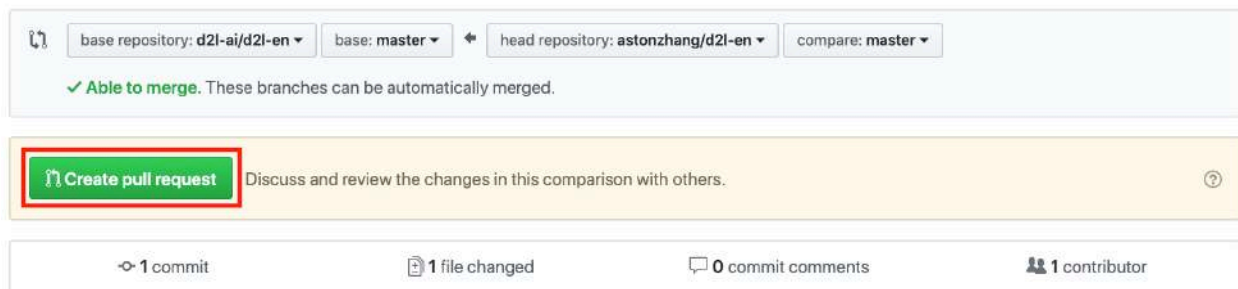 base repository: d2l-ai/d2l-en base: master head repository: astonzhang/d2l-en compare: master
Able to merge. These branches can be automatically merged.
Create pull request Discuss and review the changes in this comparison with others.
1 commit 1 file changed 0 commit comments 1 contributor